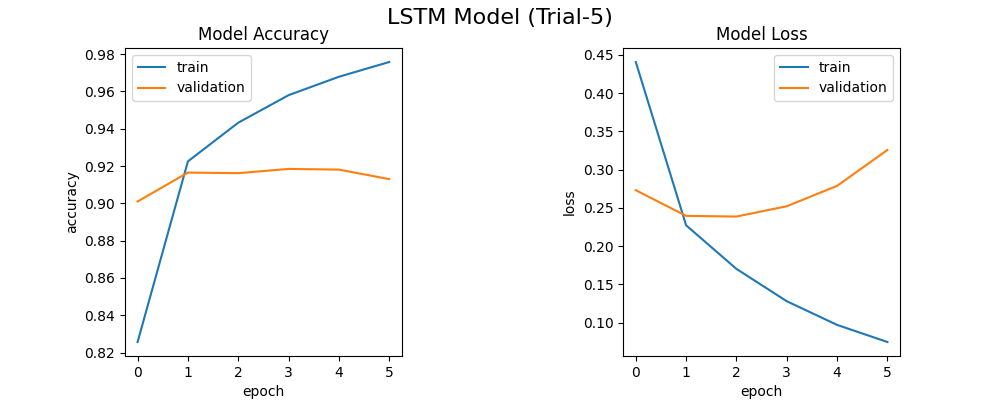 LSTM Model (Trial-5)
Model Accuracy
0.98
0.96
0.94
0.92
0.90
0.88
0.86
0.84
0.82
accuracy
train
validation
0 1 2 3 4 5
epoch
Model Loss
0.45
0.40
0.35
0.30
0.25
0.20
0.15
0.10
loss
train
validation
0 1 2 3 4 5
epoch